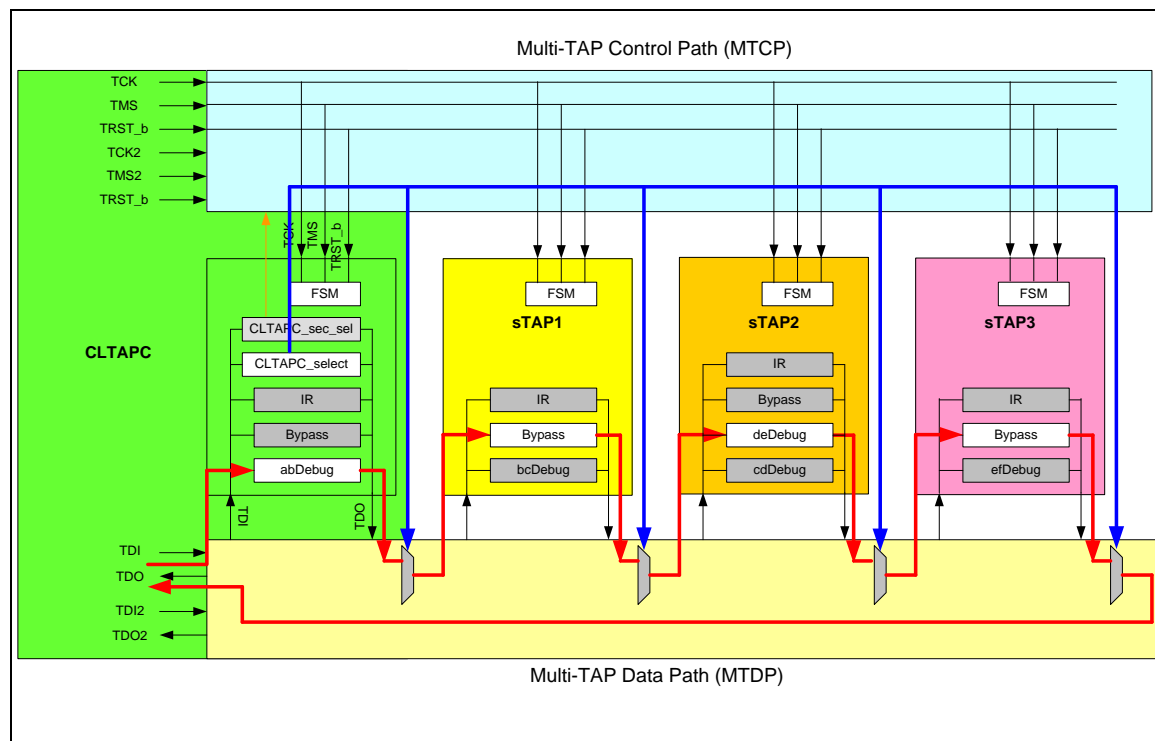 Multi-TAP Control Path (MTCP)
TCK
TMS
TRST_b
TCK2
TMS2
TRST_b
TCK
TMS
TRST_b
FSM
FSM
FSM
FSM
CLTAPC
CLTAPC_sec_sel
CLTAPC_select
IR
Bypass
abDebug
TDI
TDO
sTAP1
IR
Bypass
bcDebug
sTAP2
IR
Bypass
deDebug
cdDebug
sTAP3
IR
Bypass
efDebug
TDI
TDO
TDI2
TDO2
Multi-TAP Data Path (MTDP)